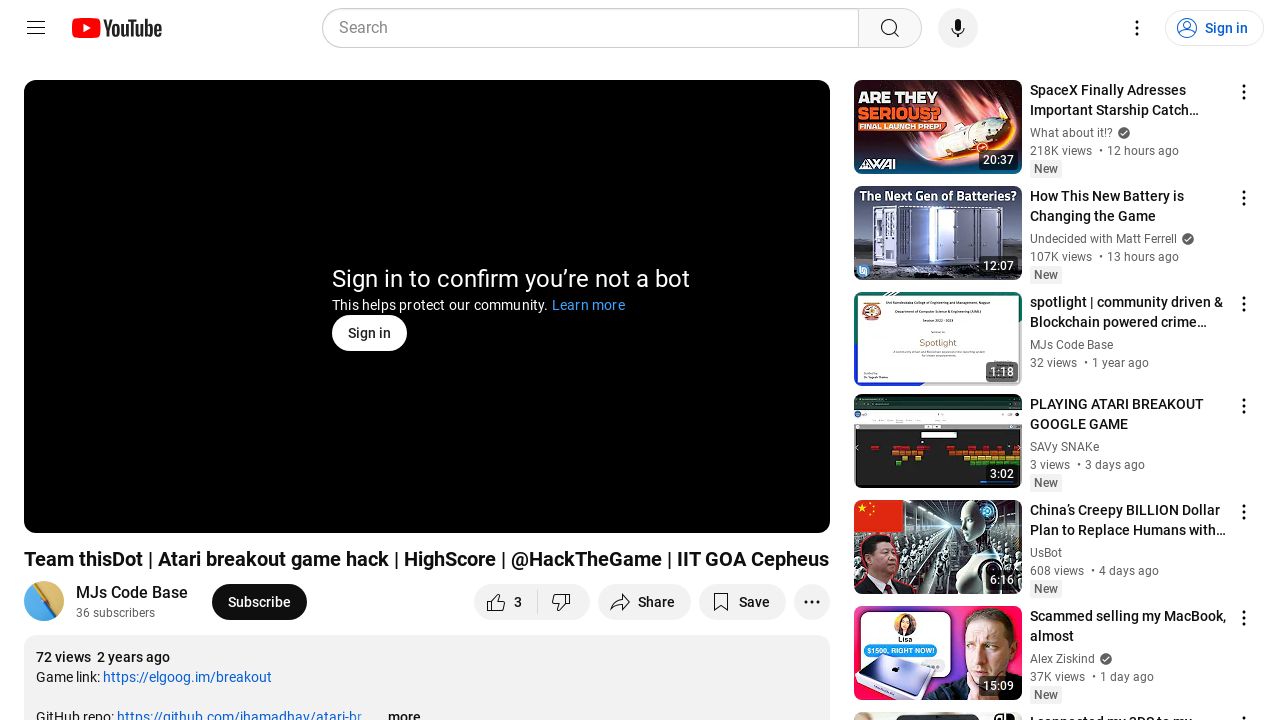 YouTube
Search
Sign in
Sign in to confirm you’re not a bot
This helps protect our community. Learn more
Sign in
Team thisDot | Atari breakout game hack | HighScore | @HackTheGame | IIT GOA Cepheus
MJs Code Base
36 subscribers
Subscribe
3
Share
Save
72 views  2 years ago
Game link: https://elgoog.im/breakout
GitHub repo: https://github.com/jhamadhav/atari-br...
...more
ARE THEY
SERIOUS?
FINAL LAUNCH PREP!
20:37
SpaceX Finally Adresses
Important Starship Catch…
What about it!?
218K views • 12 hours ago
New
The Next Gen of Batteries?
12:07
How This New Battery is
Changing the Game
Undecided with Matt Ferrell
107K views • 13 hours ago
New
Session 2022 - 2023
Spotlight
1:18
spotlight | community driven &
Blockchain powered crime…
MJs Code Base
32 views • 1 year ago
3:02
PLAYING ATARI BREAKOUT
GOOGLE GAME
SAVy SNAKe
3 views • 3 days ago
New
6:16
China’s Creepy BILLION Dollar
Plan to Replace Humans with…
UsBot
608 views • 4 days ago
New
Lisa
$1500, RIGHT NOW!
15:09
Scammed selling my MacBook,
almost
Alex Ziskind
37K views • 1 day ago
New